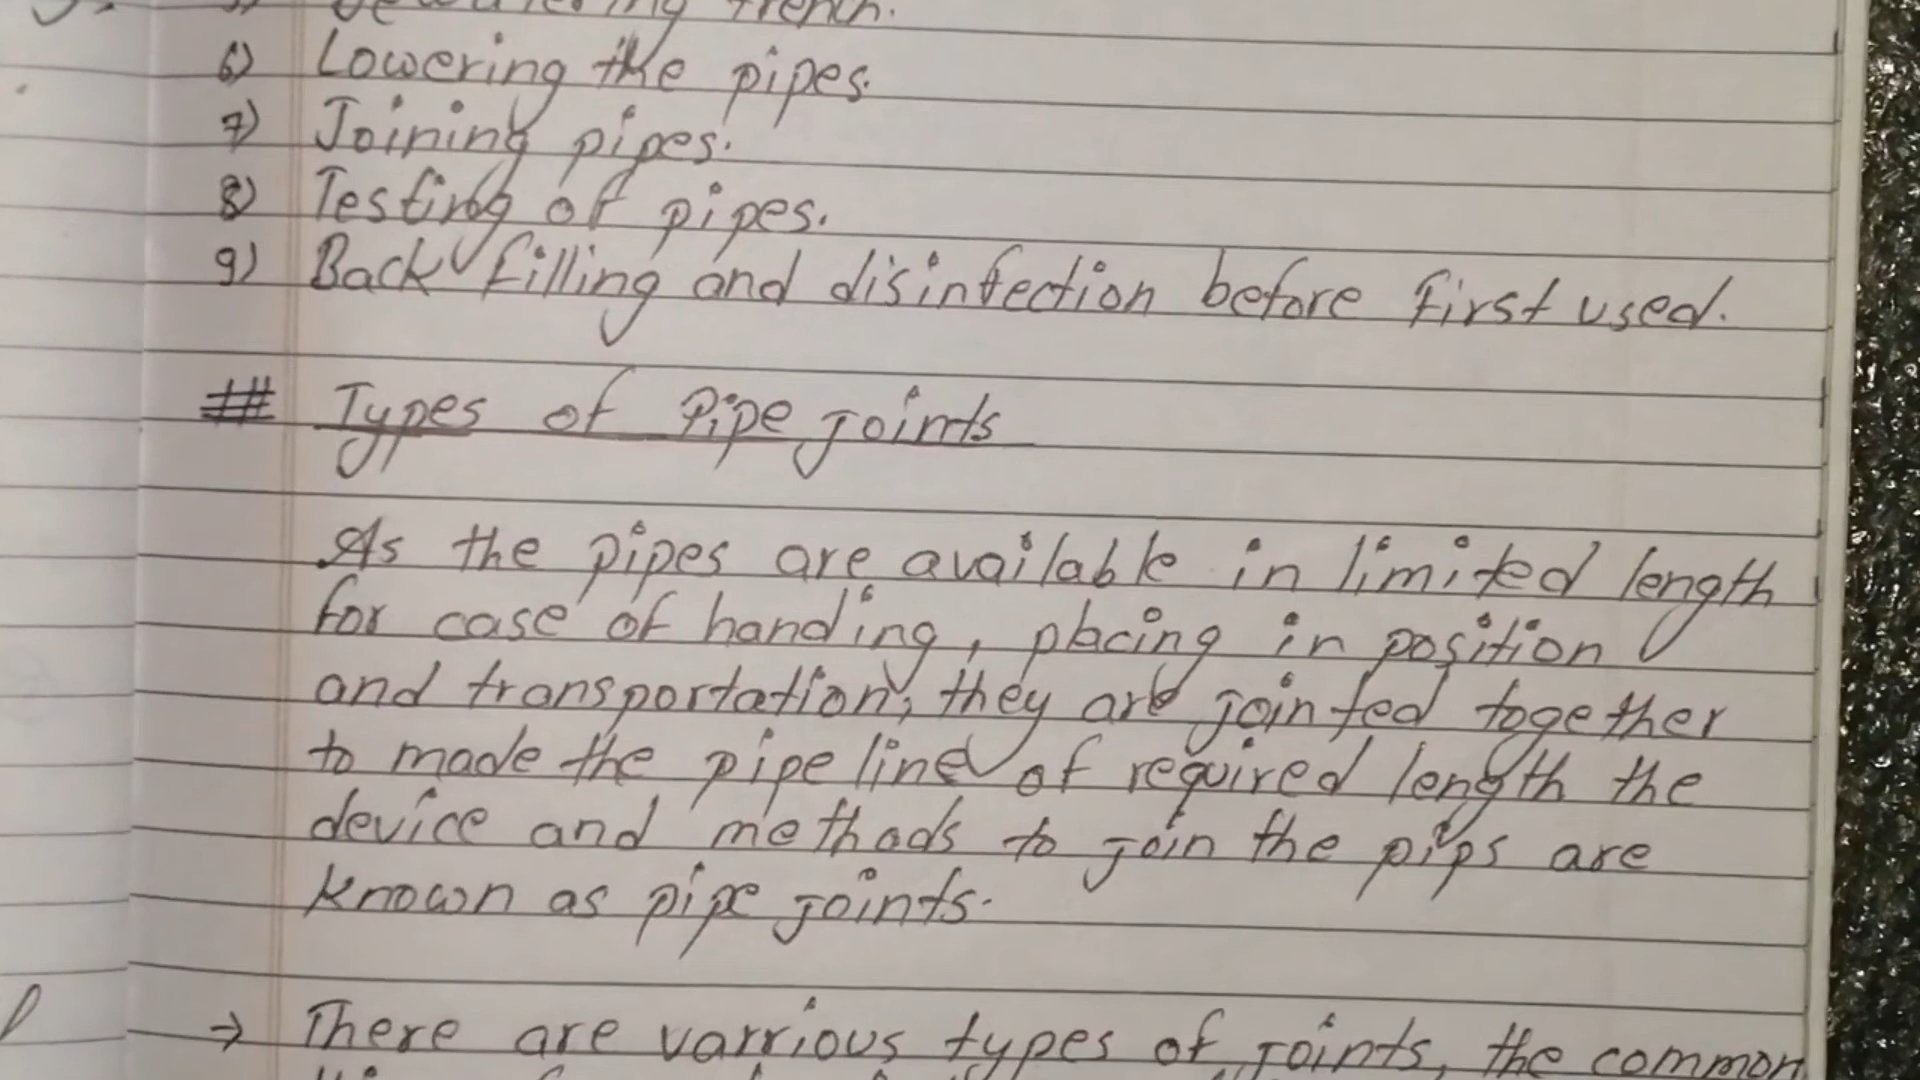 5) Dewatering trench.
6) Lowering the pipes.
7) Joining pipes.
8) Testing of pipes.
9) Back filling and disinfection before first used.
# Types of Pipe Joints
As the pipes are available in limited length
for case of handing, placing in position
and transportation, they are jointed together
to made the pipe line of required length the
device and methods to join the pips are
known as pipe joints.
→ There are varrious types of joints, the common